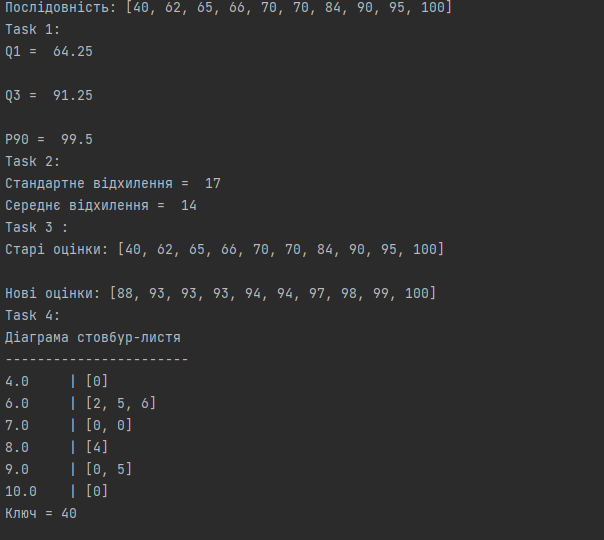 Послідовність: [40, 62, 65, 66, 70, 70, 84, 90, 95, 100]
Task 1:
Q1 =  64.25
Q3 =  91.25
P90 =  99.5
Task 2:
Стандартне відхилення =  17
Середнє відхилення =  14
Task 3 :
Старі оцінки: [40, 62, 65, 66, 70, 70, 84, 90, 95, 100]
Нові оцінки: [88, 93, 93, 93, 94, 94, 97, 98, 99, 100]
Task 4:
Діаграма стовбур-листя
-----------------------
4.0     | [0]
6.0     | [2, 5, 6]
7.0     | [0, 0]
8.0     | [4]
9.0     | [0, 5]
10.0    | [0]
Ключ = 40